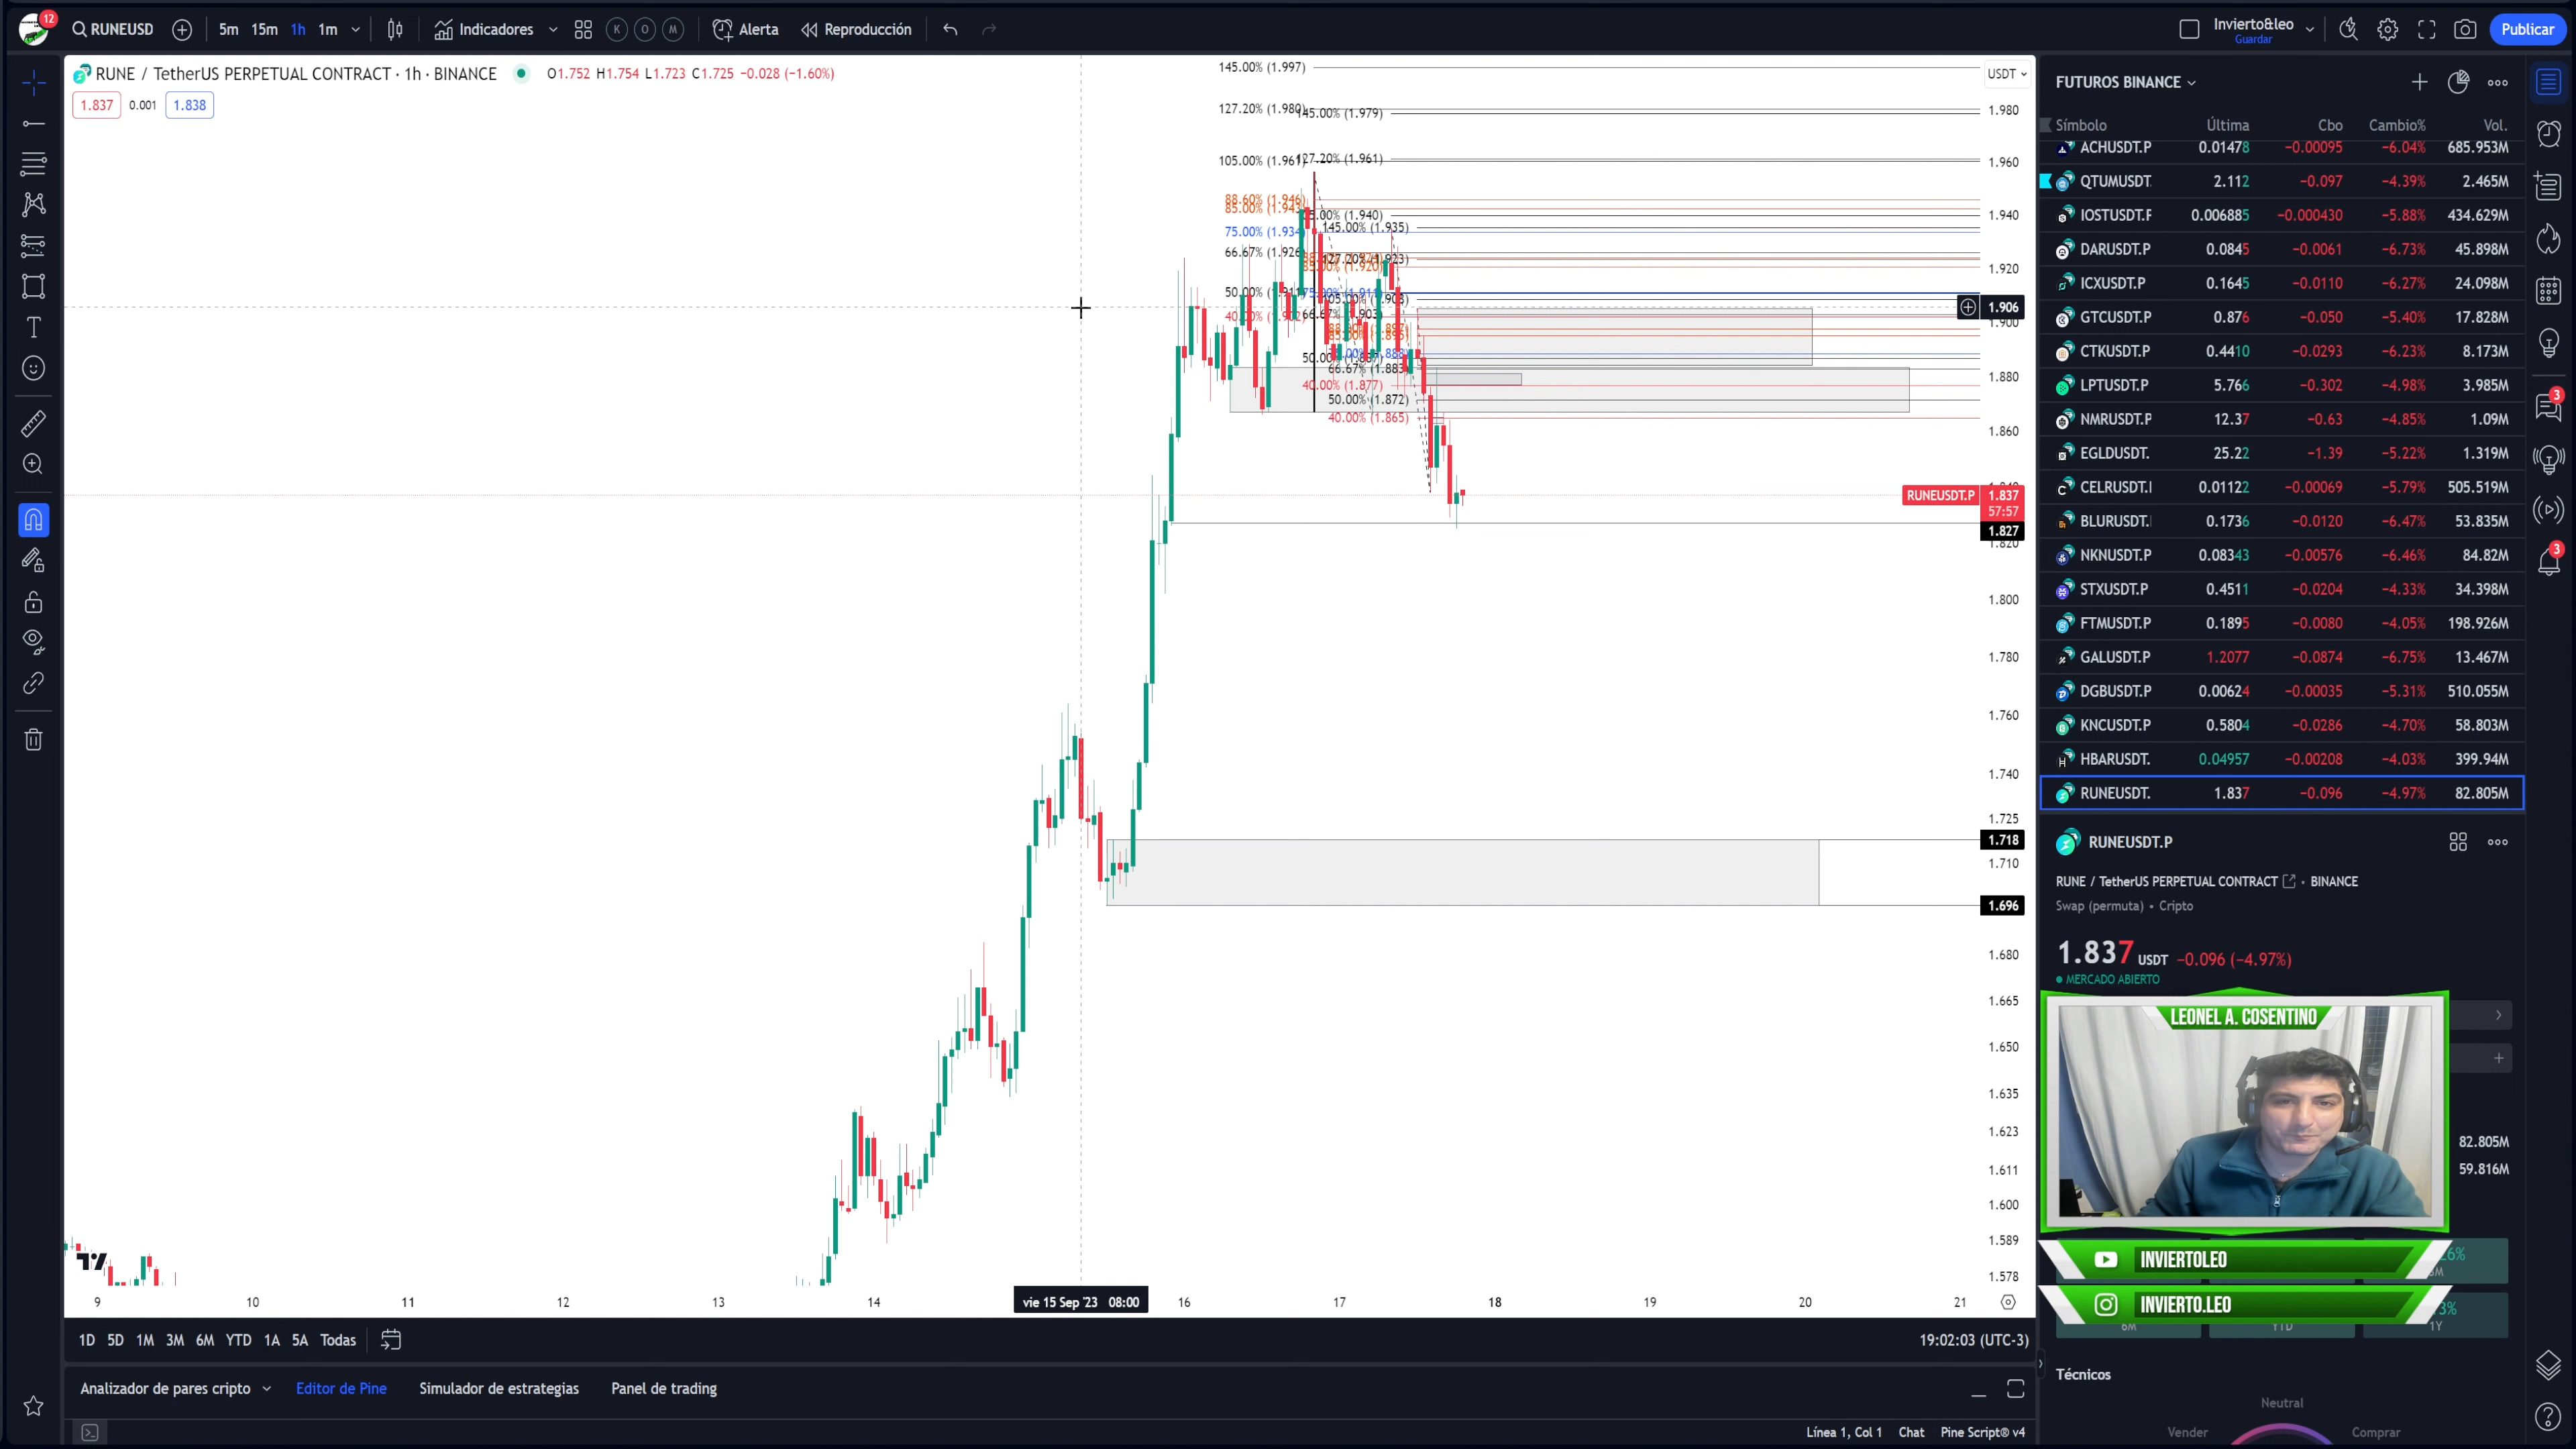 12
RUNEUSD
5m 15m 1h 1m
Indicadores
K O M
Alerta
Reproducción
Invierto&leo
Guardar
Publicar
RUNE / TetherUS PERPETUAL CONTRACT · 1h · BINANCE
O1.752 H1.754 L1.723 C1.725 −0.028 (−1.60%)
1.837 0.001 1.838
USDT
145.00% (1.997)
127.20% (1.980)
145.00% (1.979)
105.00% (1.961)
127.20% (1.961)
88.60% (1.946)
145.00% (1.935)
66.67% (1.926)
40.00% (1.877)
50.00% (1.872)
40.00% (1.865)
1.980
1.960
1.940
1.920
1.906
1.900
1.880
1.860
RUNEUSDT.P 1.837
57:57
1.827
1.820
1.800
1.780
1.760
1.740
1.725
1.718
1.710
1.696
1.680
1.665
1.650
1.635
1.623
1.611
1.600
1.589
1.578
9 10 11 12 13 14 vie 15 Sep '23 08:00 16 17 18 19 20 21
1D 5D 1M 3M 6M YTD 1A 5A Todas
19:02:03 (UTC-3)
Analizador de pares cripto
Editor de Pine
Simulador de estrategias
Panel de trading
Línea 1, Col 1 Chat Pine Script® v4
FUTUROS BINANCE
Símbolo Última Cbo Cambio% Vol.
ACHUSDT.P 0.01478 −0.00095 −6.04% 685.953M
QTUMUSDT. 2.112 −0.097 −4.39% 2.465M
IOSTUSDT.F 0.006885 −0.000430 −5.88% 434.629M
DARUSDT.P 0.0845 −0.0061 −6.73% 45.898M
ICXUSDT.P 0.1645 −0.0110 −6.27% 24.098M
GTCUSDT.P 0.876 −0.050 −5.40% 17.828M
CTKUSDT.P 0.4410 −0.0293 −6.23% 8.173M
LPTUSDT.P 5.766 −0.302 −4.98% 3.985M
NMRUSDT.P 12.37 −0.63 −4.85% 1.09M
EGLDUSDT. 25.22 −1.39 −5.22% 1.319M
CELRUSDT.I 0.01122 −0.00069 −5.79% 505.519M
BLURUSDT.I 0.1736 −0.0120 −6.47% 53.835M
NKNUSDT.P 0.08343 −0.00576 −6.46% 84.82M
STXUSDT.P 0.4511 −0.0204 −4.33% 34.398M
FTMUSDT.P 0.1895 −0.0080 −4.05% 198.926M
GALUSDT.P 1.2077 −0.0874 −6.75% 13.467M
DGBUSDT.P 0.00624 −0.00035 −5.31% 510.055M
KNCUSDT.P 0.5804 −0.0286 −4.70% 58.803M
HBARUSDT. 0.04957 −0.00208 −4.03% 399.94M
RUNEUSDT. 1.837 −0.096 −4.97% 82.805M
RUNEUSDT.P
RUNE / TetherUS PERPETUAL CONTRACT · BINANCE
Swap (permuta) • Cripto
1.837 USDT −0.096 (−4.97%)
MERCADO ABIERTO
LEONEL A. COSENTINO
82.805M
59.816M
INVIERTOLEO
INVIERTO.LEO
6M YTD 1Y
Técnicos
Neutral
Vender Comprar
3
3